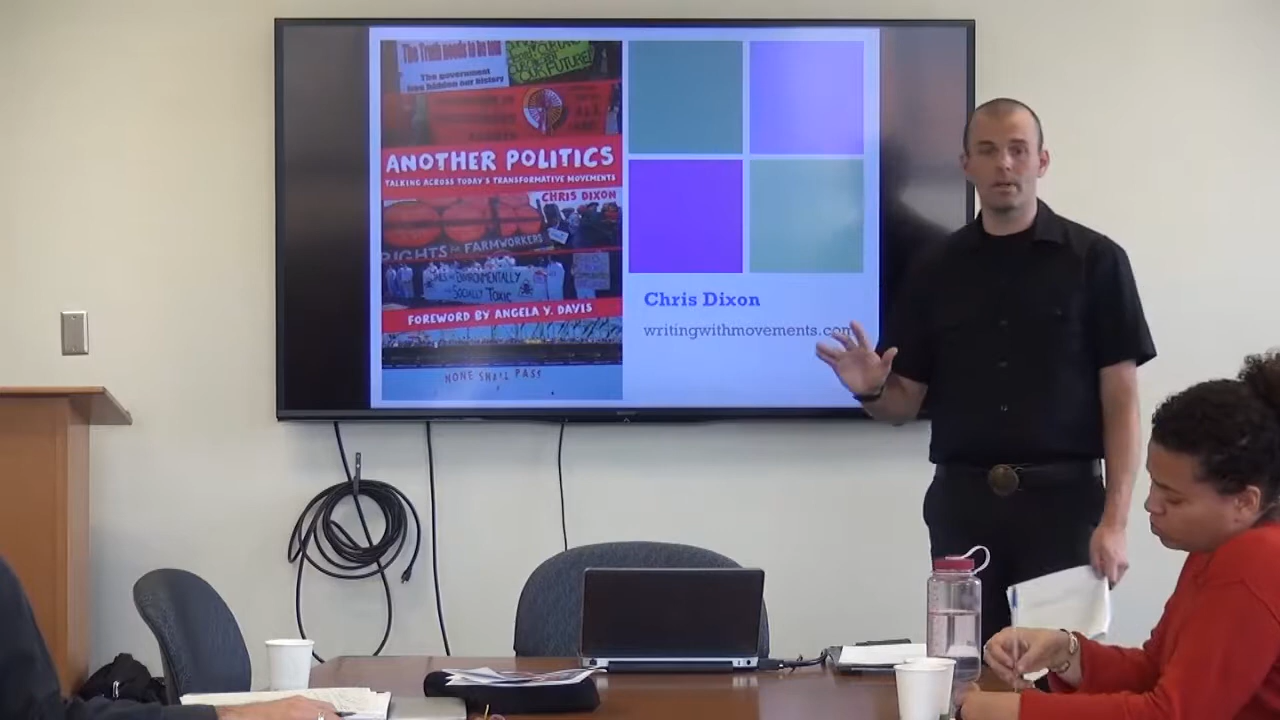 The Truth needs to be told
The government
has hidden our history
OUR FUTURE!
ANOTHER POLITICS
TALKING ACROSS TODAY'S TRANSFORMATIVE MOVEMENTS
CHRIS DIXON
RIGHTS for FARMWORKERS
ENVIRONMENTALLY
SOCIALLY TOXIC
FOREWORD BY ANGELA Y. DAVIS
NONE SHALL PASS
Chris Dixon
writingwithmovements.com